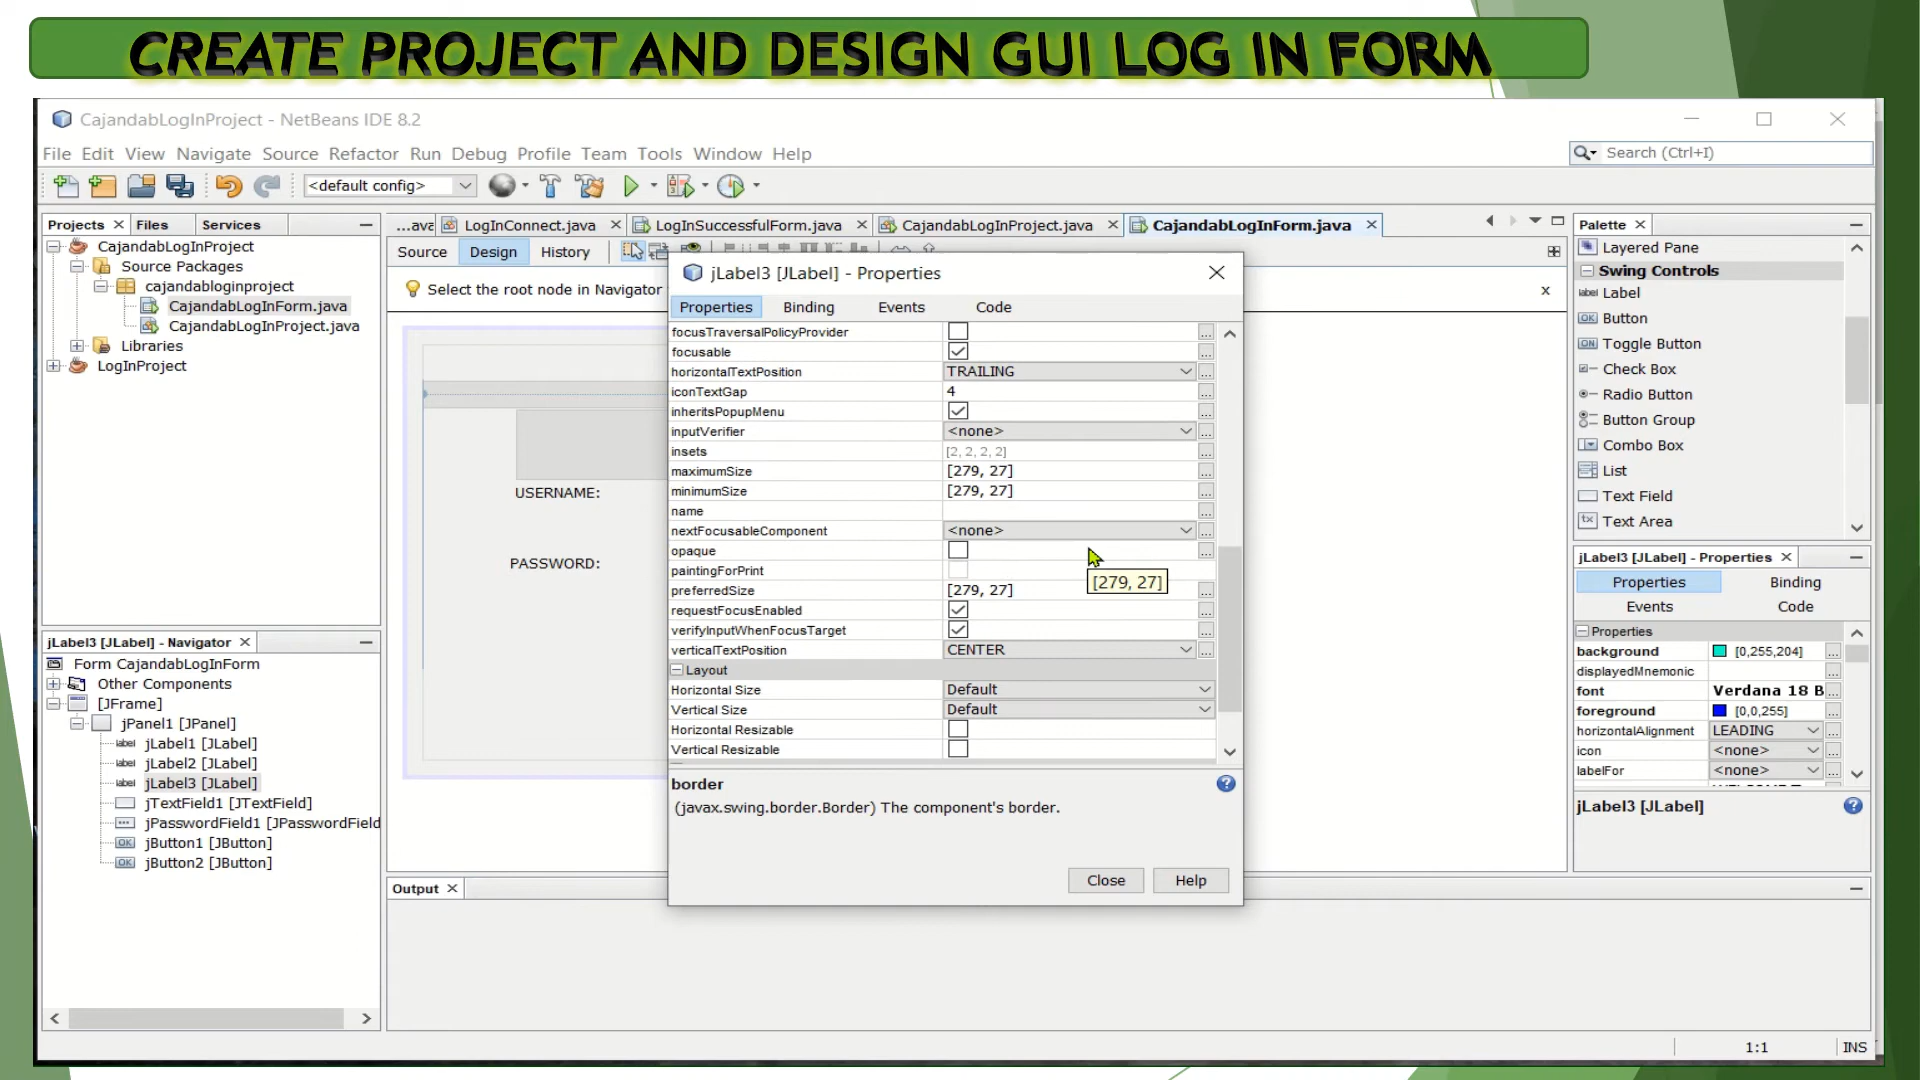 CREATE PROJECT AND DESIGN GUI LOG IN FORM
CajandabLogInProject - NetBeans IDE 8.2
File Edit View Navigate Source Refactor Run Debug Profile Team Tools Window Help
Search (Ctrl+I)
<default config>
Projects Files Services
CajandabLogInProject
Source Packages
cajandabloginproject
CajandabLogInForm.java
CajandabLogInProject.java
Libraries
LogInProject
...ava LogInConnect.java LogInSuccessfulForm.java CajandabLogInProject.java CajandabLogInForm.java
Source Design History
Select the root node in Navigator
x
USERNAME:
PASSWORD:
jLabel3 [JLabel] - Properties
Properties Binding Events Code
focusTraversalPolicyProvider ...
focusable ...
horizontalTextPosition TRAILING ...
iconTextGap 4 ...
inheritsPopupMenu ...
inputVerifier <none> ...
insets [2, 2, 2, 2] ...
maximumSize [279, 27] ...
minimumSize [279, 27] ...
name ...
nextFocusableComponent <none> ...
opaque ...
paintingForPrint
[279, 27]
preferredSize [279, 27] ...
requestFocusEnabled ...
verifyInputWhenFocusTarget ...
verticalTextPosition CENTER ...
Layout
Horizontal Size Default
Vertical Size Default
Horizontal Resizable
Vertical Resizable
border
(javax.swing.border.Border) The component's border.
Close Help
Palette
Layered Pane
Swing Controls
label Label
OK Button
ON Toggle Button
Check Box
Radio Button
Button Group
Combo Box
List
Text Field
Text Area
jLabel3 [JLabel] - Properties
Properties Binding
Events Code
Properties
background [0,255,204] ...
displayedMnemonic ...
font Verdana 18 B ...
foreground [0,0,255] ...
horizontalAlignment LEADING ...
icon <none> ...
labelFor <none> ...
jLabel3 [JLabel]
jLabel3 [JLabel] - Navigator
Form CajandabLogInForm
Other Components
[JFrame]
jPanel1 [JPanel]
label jLabel1 [JLabel]
label jLabel2 [JLabel]
label jLabel3 [JLabel]
jTextField1 [JTextField]
jPasswordField1 [JPasswordField
OK jButton1 [JButton]
OK jButton2 [JButton]
Output
1:1 INS